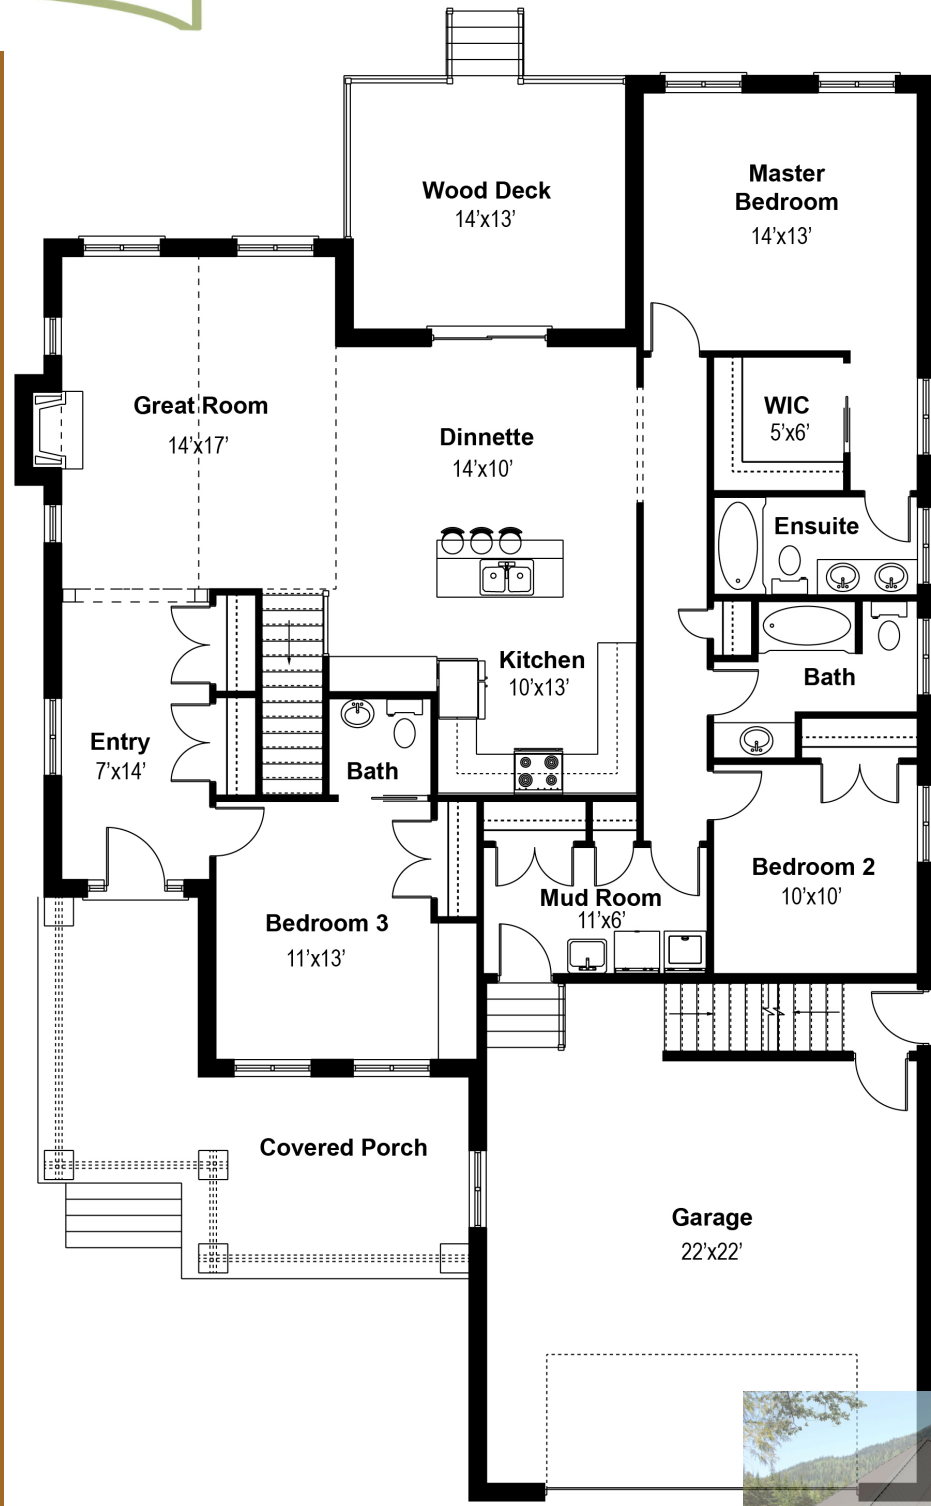 Wood Deck
14’x13’
Master
Bedroom
14’x13’
Great Room
14’x17’
Dinnette
14’x10’
WIC
5’x6’
Ensuite
Kitchen
10’x13’
Bath
Entry
7’x14’
Bath
Bedroom 2
10’x10’
Mud Room
11’x6’
Bedroom 3
11’x13’
Covered Porch
Garage
22’x22’